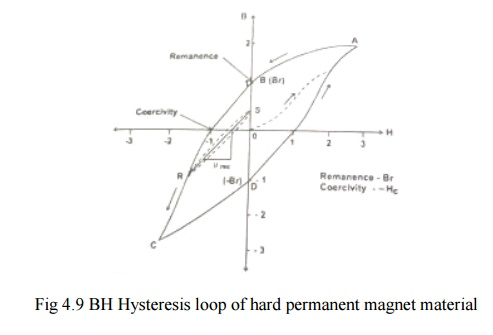 B
2
A
Remanence
B (Br)
S
Coercivity
-3 -2 -1 0 1 2 3 H
μ rec
R
(-Br) D 1
Remanence - Br
Coercivity - - Hc
- 2
C
- 3
Fig 4.9 BH Hysteresis loop of hard permanent magnet material